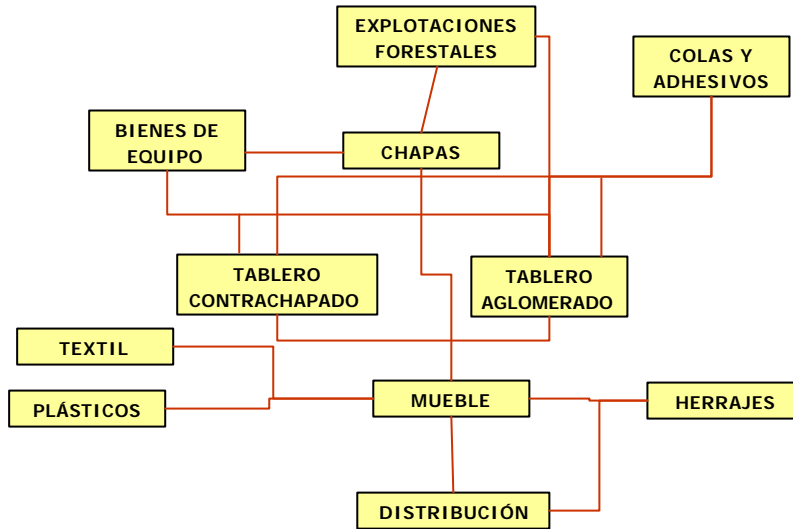 EXPLOTACIONES
FORESTALES
COLAS Y
ADHESIVOS
BIENES DE
EQUIPO
CHAPAS
TABLERO
CONTRACHAPADO
TABLERO
AGLOMERADO
TEXTIL
PLÁSTICOS
MUEBLE
HERRAJES
DISTRIBUCIÓN